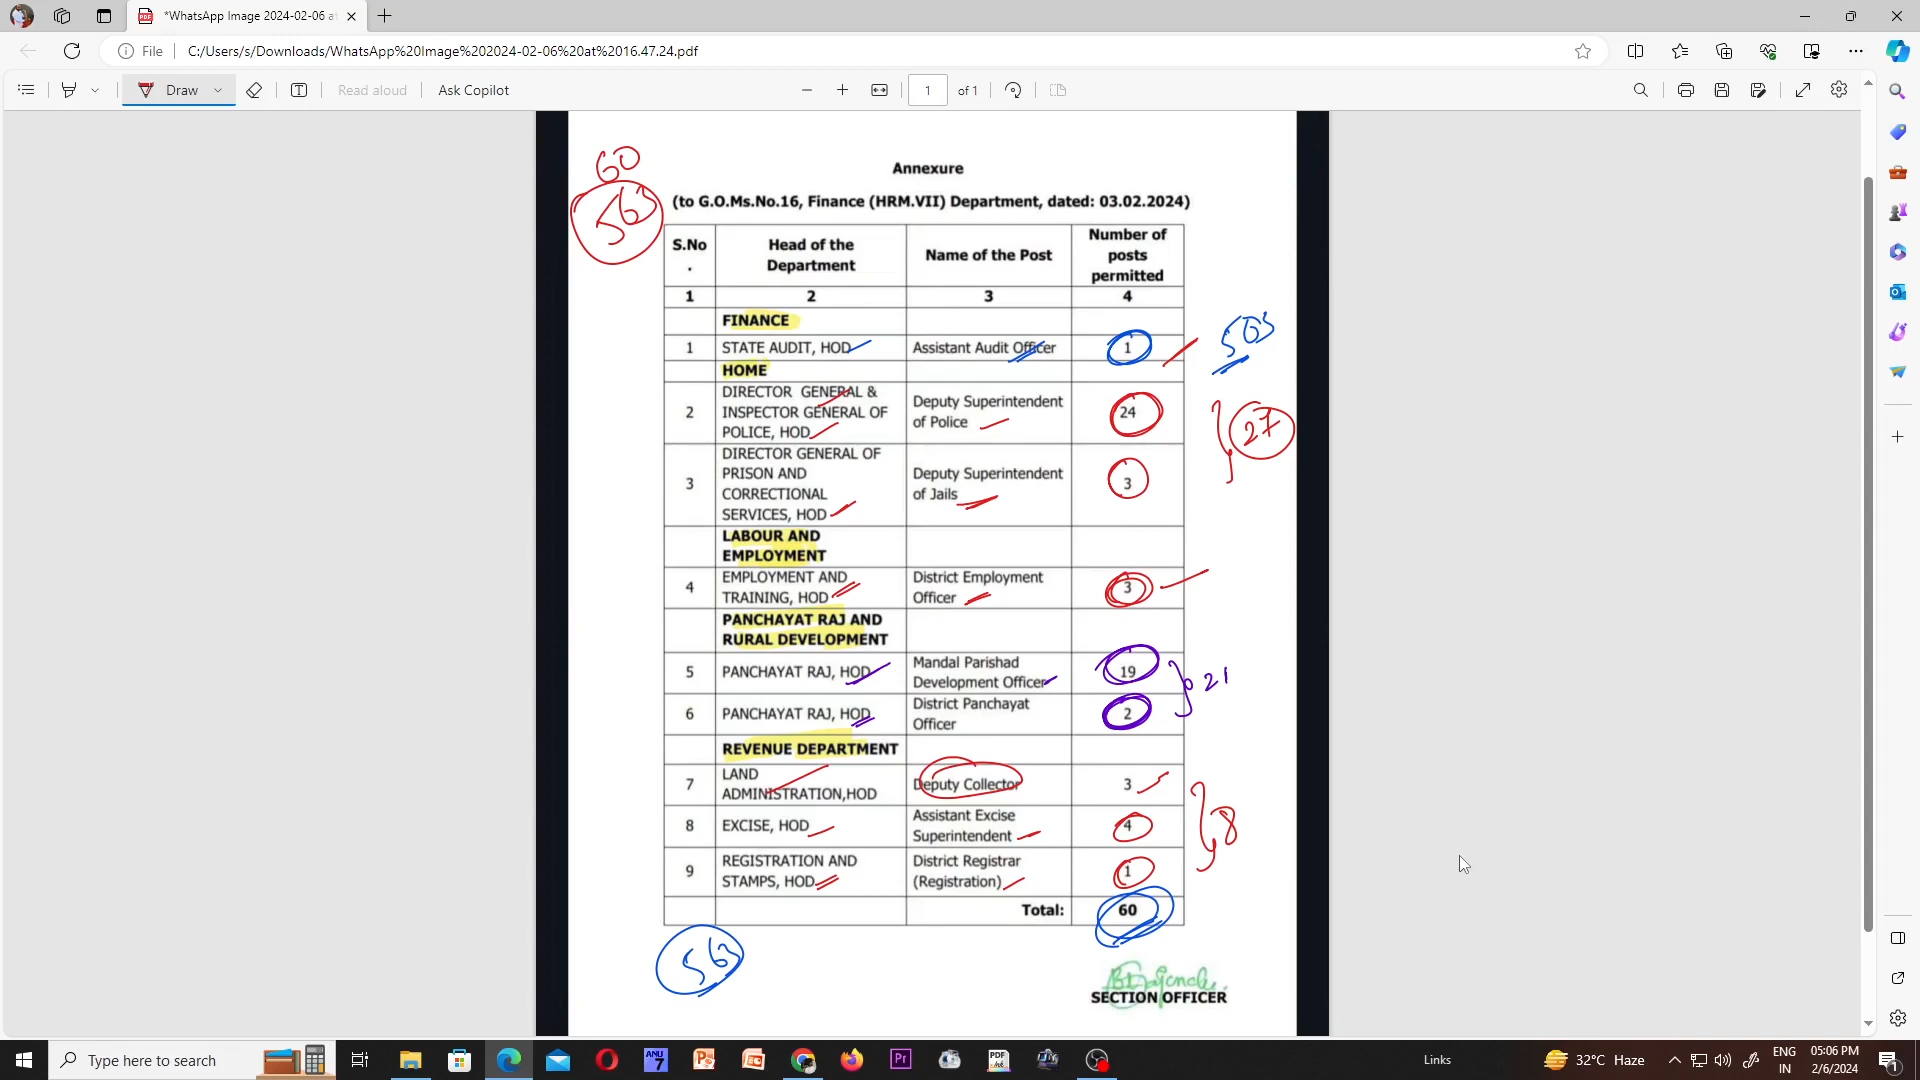 *WhatsApp Image 2024-02-06 at
File C:/Users/s/Downloads/WhatsApp%20Image%202024-02-06%20at%2016.47.24.pdf
Draw Read aloud Ask Copilot 1 of 1
Annexure
(to G.O.Ms.No.16, Finance (HRM.VII) Department, dated: 03.02.2024)
60
563
S.No. Head of the Department Name of the Post Number of posts permitted
1 2 3 4
FINANCE
1 STATE AUDIT, HOD Assistant Audit Officer 1
503
HOME
2 DIRECTOR GENERAL & INSPECTOR GENERAL OF POLICE, HOD Deputy Superintendent of Police 24
27
3 DIRECTOR GENERAL OF PRISON AND CORRECTIONAL SERVICES, HOD Deputy Superintendent of Jails 3
LABOUR AND EMPLOYMENT
4 EMPLOYMENT AND TRAINING, HOD District Employment Officer 3
PANCHAYAT RAJ AND RURAL DEVELOPMENT
5 PANCHAYAT RAJ, HOD Mandal Parishad Development Officer 19
21
6 PANCHAYAT RAJ, HOD District Panchayat Officer 2
REVENUE DEPARTMENT
7 LAND ADMINISTRATION,HOD Deputy Collector 3
8 EXCISE, HOD Assistant Excise Superintendent 4
8
9 REGISTRATION AND STAMPS, HOD District Registrar (Registration) 1
Total: 60
563
SECTION OFFICER
Type here to search
Links
32°C Haze
ENG
IN
05:06 PM
2/6/2024
1